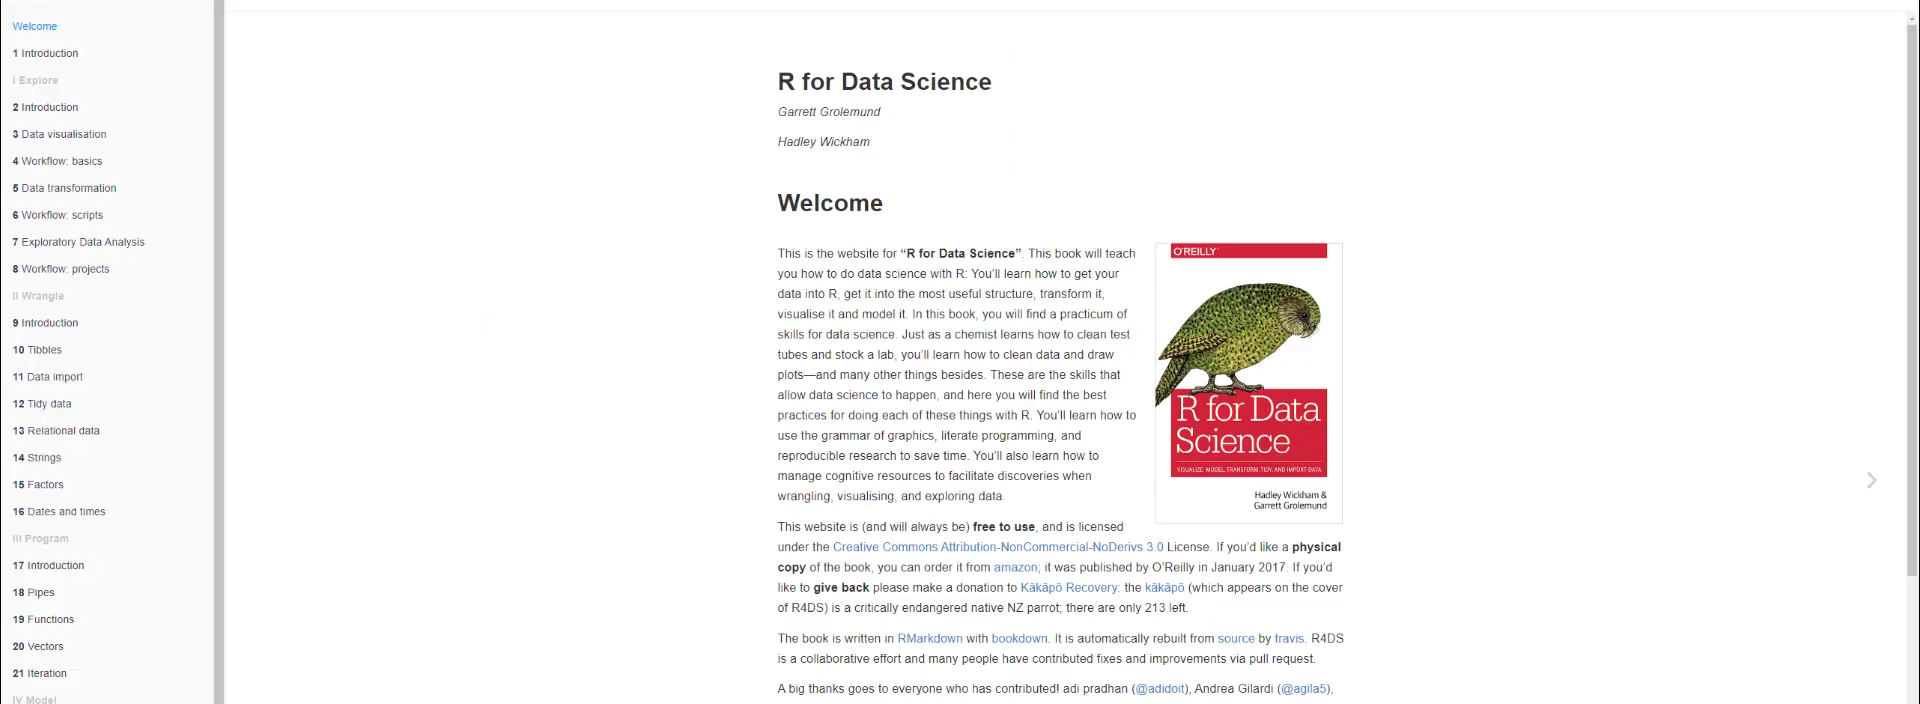 Welcome
1 Introduction
I Explore
2 Introduction
3 Data visualisation
4 Workflow: basics
5 Data transformation
6 Workflow: scripts
7 Exploratory Data Analysis
8 Workflow: projects
II Wrangle
9 Introduction
10 Tibbles
11 Data import
12 Tidy data
13 Relational data
14 Strings
15 Factors
16 Dates and times
III Program
17 Introduction
18 Pipes
19 Functions
20 Vectors
21 Iteration
IV Model
R for Data Science
Garrett Grolemund
Hadley Wickham
Welcome
This is the website for “R for Data Science”. This book will teach
you how to do data science with R: You’ll learn how to get your
data into R, get it into the most useful structure, transform it,
visualise it and model it. In this book, you will find a practicum of
skills for data science. Just as a chemist learns how to clean test
tubes and stock a lab, you’ll learn how to clean data and draw
plots—and many other things besides. These are the skills that
allow data science to happen, and here you will find the best
practices for doing each of these things with R. You’ll learn how to
use the grammar of graphics, literate programming, and
reproducible research to save time. You’ll also learn how to
manage cognitive resources to facilitate discoveries when
wrangling, visualising, and exploring data.
O'REILLY
R for Data
Science
VISUALIZE, MODEL, TRANSFORM, TIDY, AND IMPORT DATA
Hadley Wickham &
Garrett Grolemund
This website is (and will always be) free to use, and is licensed
under the Creative Commons Attribution-NonCommercial-NoDerivs 3.0 License. If you’d like a physical
copy of the book, you can order it from amazon; it was published by O’Reilly in January 2017. If you’d
like to give back please make a donation to Kākāpō Recovery: the kākāpō (which appears on the cover
of R4DS) is a critically endangered native NZ parrot; there are only 213 left.
The book is written in RMarkdown with bookdown. It is automatically rebuilt from source by travis. R4DS
is a collaborative effort and many people have contributed fixes and improvements via pull request.
A big thanks goes to everyone who has contributed! adi pradhan (@adidoit), Andrea Gilardi (@agila5),